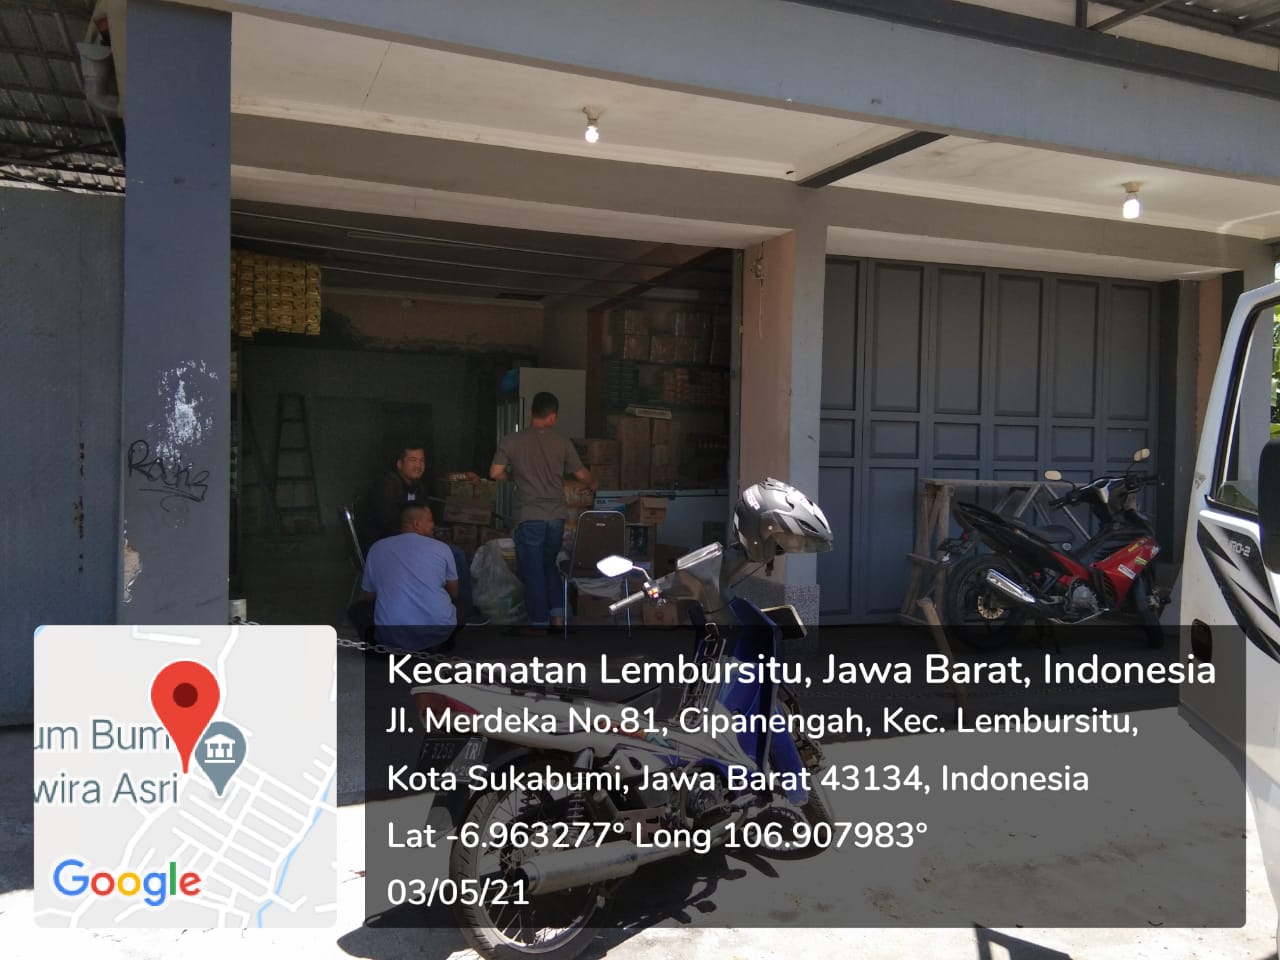 Kecamatan Lembursitu, Jawa Barat, Indonesia
Jl. Merdeka No.81, Cipanengah, Kec. Lembursitu,
Kota Sukabumi, Jawa Barat 43134, Indonesia
Lat -6.963277° Long 106.907983°
03/05/21
um Bum
wira Asri
Google